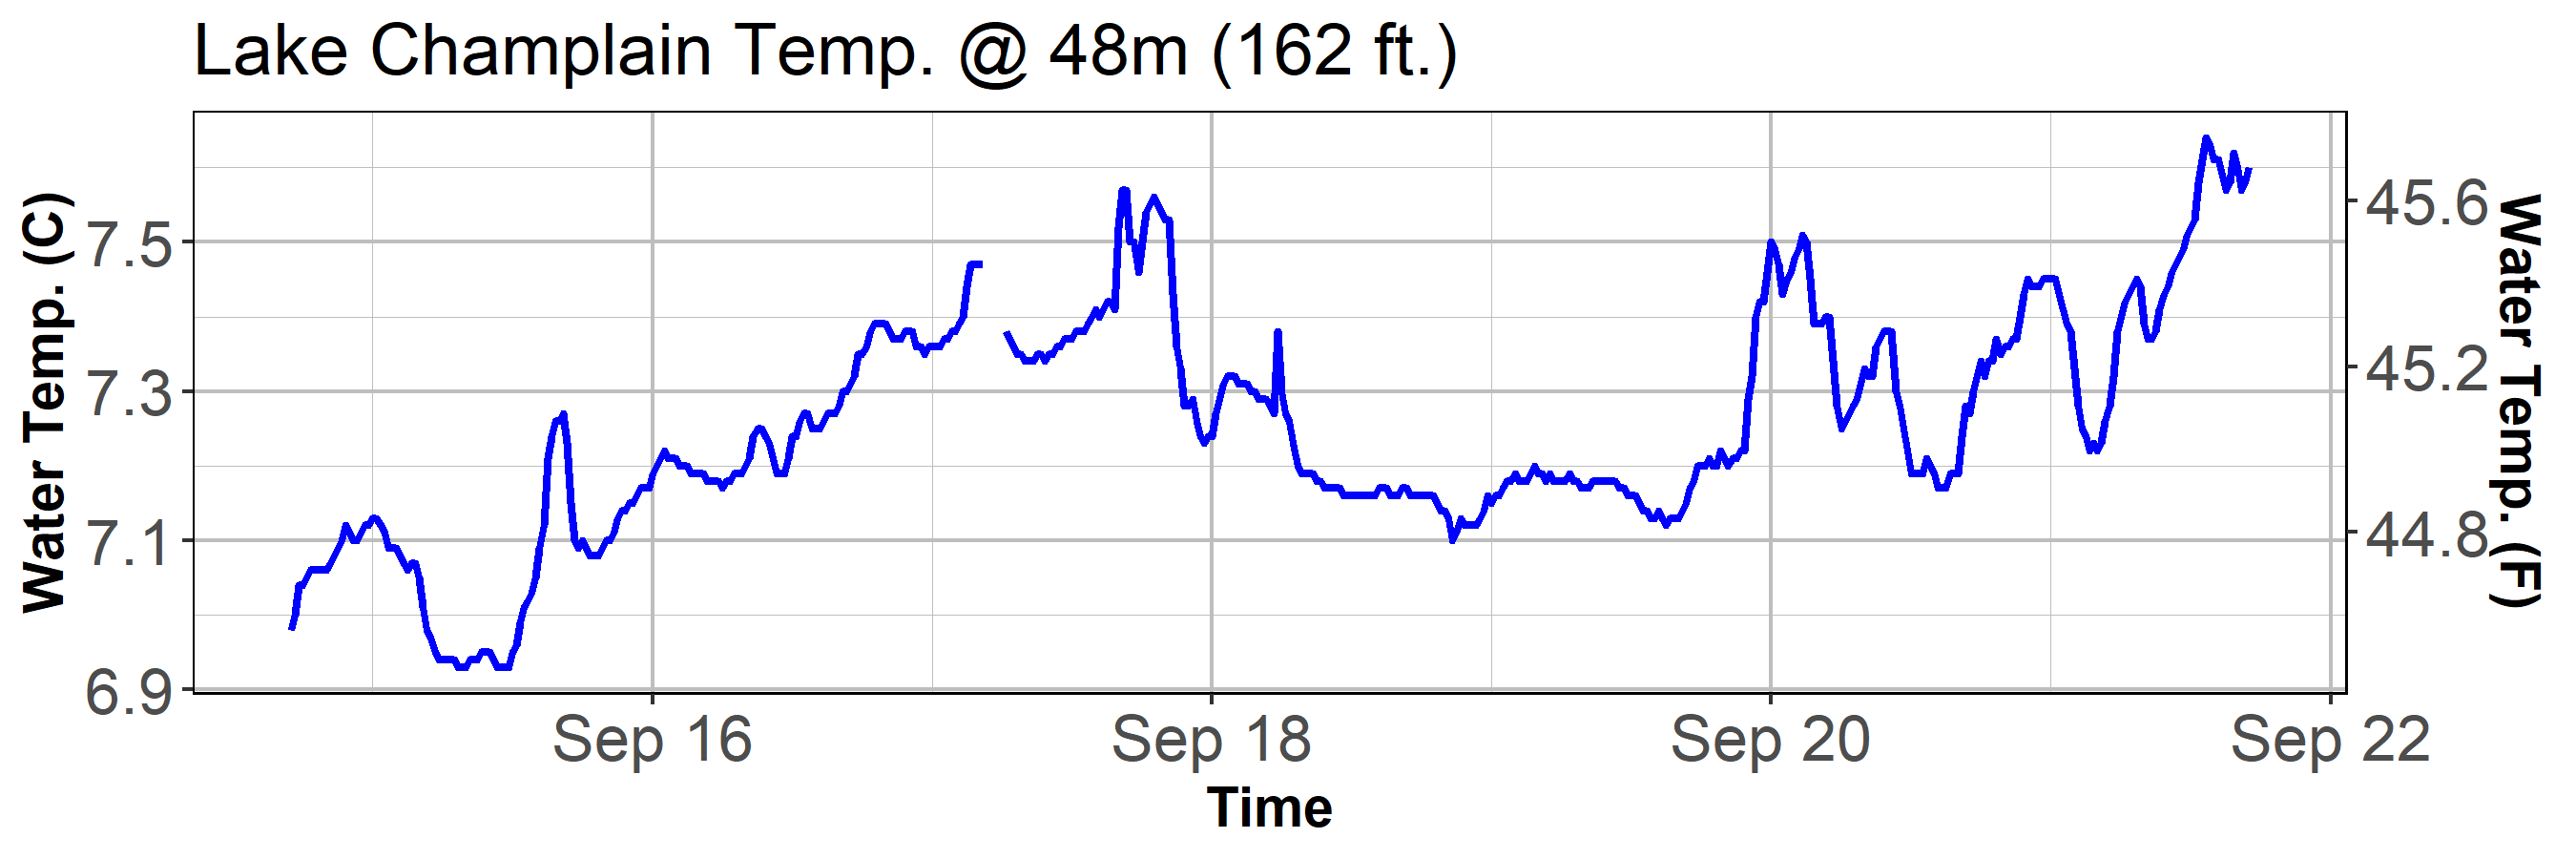 Lake Champlain Temp. @ 48m (162 ft.)
Water Temp. (C)
7.5
7.3
7.1
6.9
45.6
45.2
44.8
Water Temp. (F)
Sep 16 Sep 18 Sep 20 Sep 22
Time